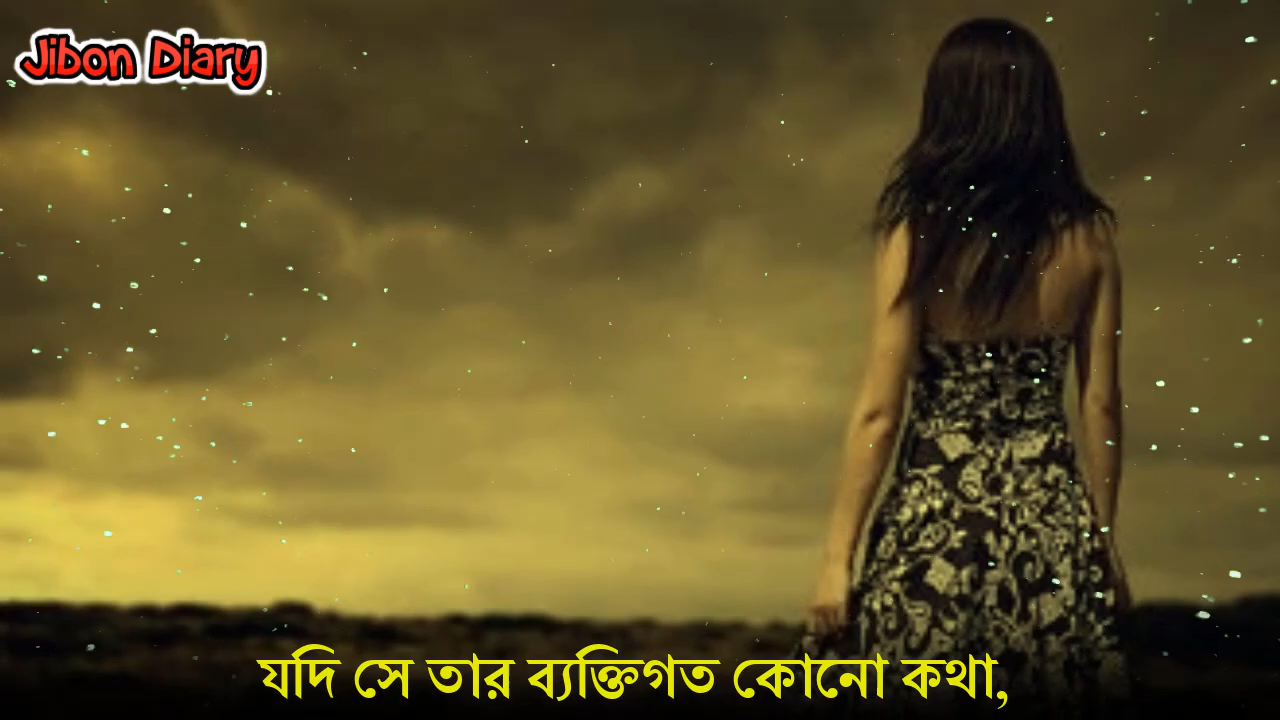 Jibon Diary
যদি সে তার ব্যক্তিগত কোনো কথা,